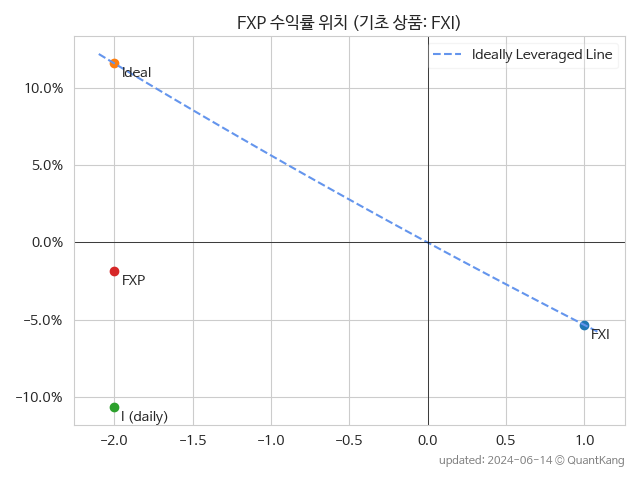 FXP 수익률 위치 (기초 상품: FXI)
Ideally Leveraged Line
Ideal
10.0%
5.0%
0.0%
FXP
−5.0%
FXI
−10.0%
I (daily)
−2.0 −1.5 −1.0 −0.5 0.0 0.5 1.0
updated: 2024-06-14 © QuantKang